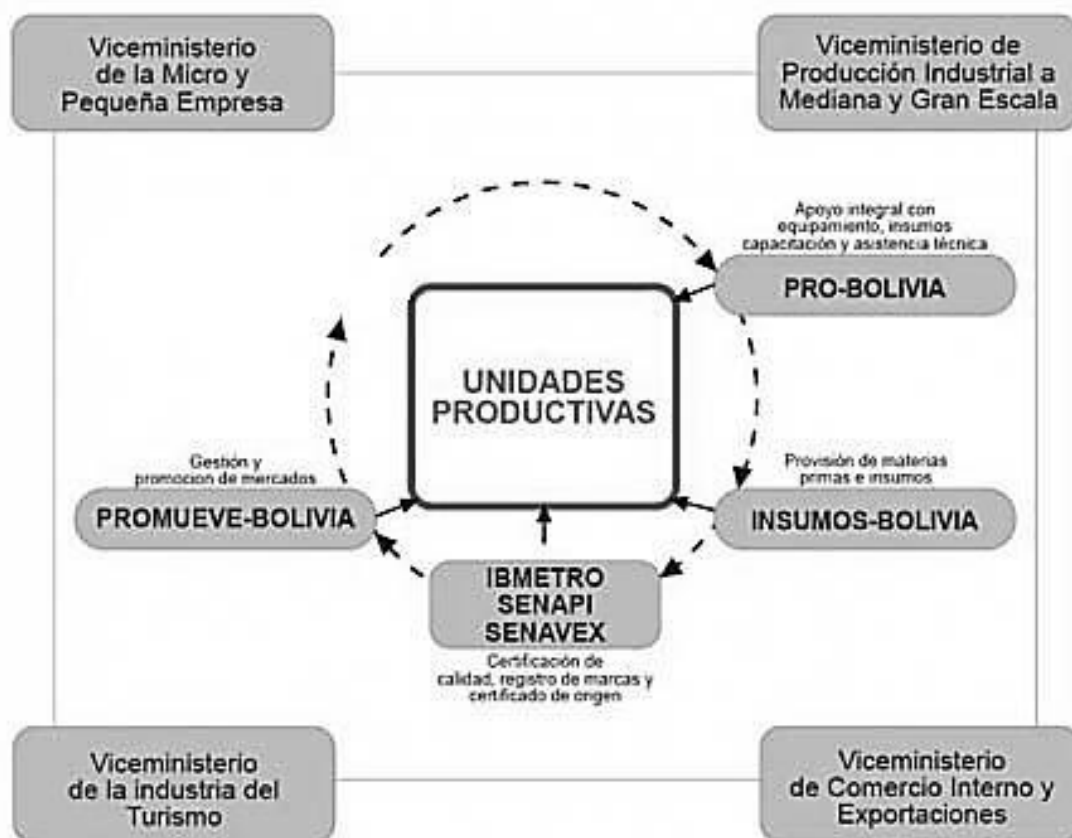 Viceministerio
de la Micro y
Pequeña Empresa
Viceministerio de
Producción Industrial a
Mediana y Gran Escala
Apoyo integral con
equipamiento, insumos
capacitación y asistencia técnica
PRO-BOLIVIA
UNIDADES
PRODUCTIVAS
Gestión y
promocion de mercados
PROMUEVE-BOLIVIA
Provisión de materias
primas e insumos
INSUMOS-BOLIVIA
IBMETRO
SENAPI
SENAVEX
Certificación de
calidad, registro de marcas y
certificado de origen
Viceministerio
de la industria del
Turismo
Viceministerio
de Comercio Interno y
Exportaciones